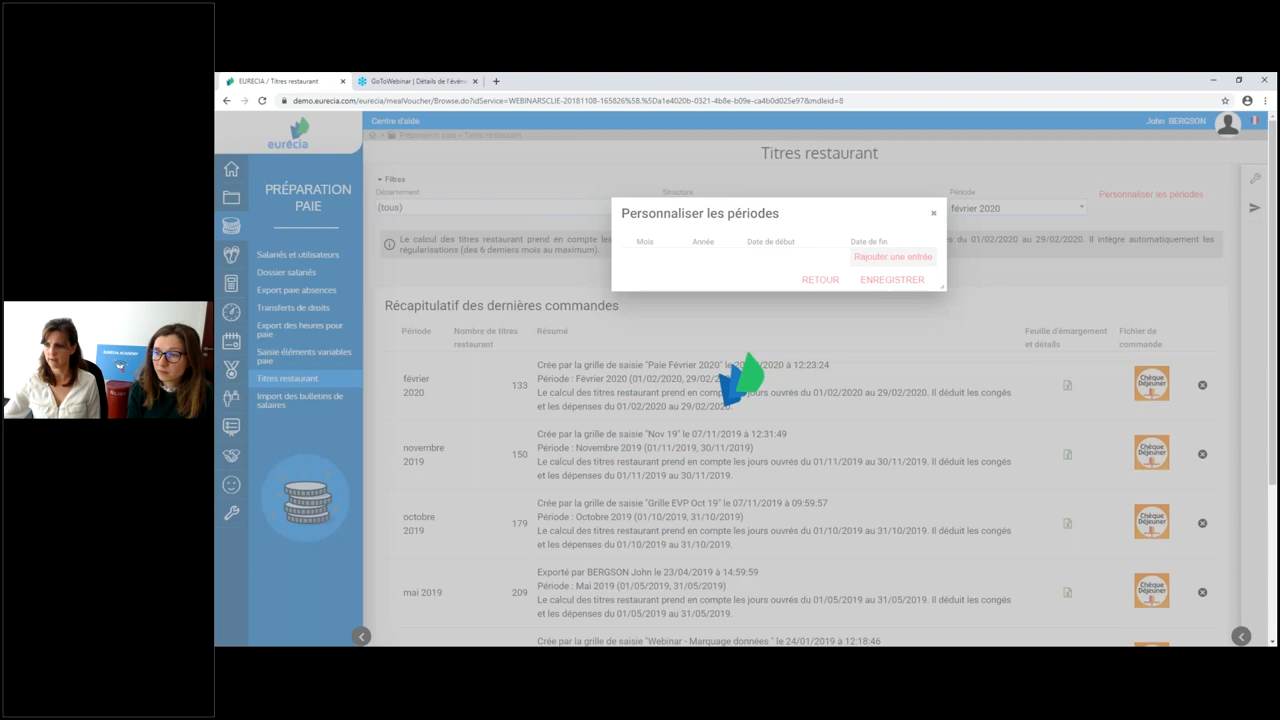 EURECIA / Titres restaurant
GoToWebinar | Détails de l'évén
demo.eurecia.com/eurecia/mealVoucher/Browse.do?idService=WEBINARSCLIE-20181108-165826%58.%5Da1e4020b-0321-4b8e-b09e-ca4b0d025e97&mdleid=8
eurêcia
Centre d'aide
John BERGSON
Préparation paie > Titres restaurant
Titres restaurant
PRÉPARATION
PAIE
Salariés et utilisateurs
Dossier salariés
Export paie absences
Transferts de droits
Export des heures pour
paie
Saisie éléments variables
paie
Titres restaurant
Import des bulletins de
salaires
Filtres
Département
Structure
Période
(tous)
février 2020
Personnaliser les périodes
Le calcul des titres restaurant prend en compte les
s du 01/02/2020 au 29/02/2020. Il intègre automatiquement les
régularisations (des 6 derniers mois au maximum).
Personnaliser les périodes
Mois Année Date de début Date de fin
Rajouter une entrée
RETOUR ENREGISTRER
Récapitulatif des dernières commandes
Période
Nombre de titres
restaurant
Résumé
Feuille d'émargement
et détails
Fichier de
commande
février
2020
133
Crée par la grille de saisie "Paie Février 2020" le 2020 à 12:23:24
Période : Février 2020 (01/02/2020, 29/02/2
Le calcul des titres restaurant prend en compte les jours ouvrés du 01/02/2020 au 29/02/2020. Il déduit les congés
et les dépenses du 01/02/2020 au 29/02/2020.
Chèque
Déjeuner
novembre
2019
150
Crée par la grille de saisie "Nov 19" le 07/11/2019 à 12:31:49
Période : Novembre 2019 (01/11/2019, 30/11/2019)
Le calcul des titres restaurant prend en compte les jours ouvrés du 01/11/2019 au 30/11/2019. Il déduit les congés
et les dépenses du 01/11/2019 au 30/11/2019.
Chèque
Déjeuner
octobre
2019
179
Crée par la grille de saisie "Grille EVP Oct 19" le 07/11/2019 à 09:59:57
Période : Octobre 2019 (01/10/2019, 31/10/2019)
Le calcul des titres restaurant prend en compte les jours ouvrés du 01/10/2019 au 31/10/2019. Il déduit les congés
et les dépenses du 01/10/2019 au 31/10/2019.
Chèque
Déjeuner
mai 2019
209
Exporté par BERGSON John le 23/04/2019 à 14:59:59
Période : Mai 2019 (01/05/2019, 31/05/2019)
Le calcul des titres restaurant prend en compte les jours ouvrés du 01/05/2019 au 31/05/2019. Il déduit les congés
et les dépenses du 01/05/2019 au 31/05/2019.
Chèque
Déjeuner
Crée par la grille de saisie "Webinar - Marquage données " le 24/01/2019 à 12:18:46
EURECIA ACADEMY